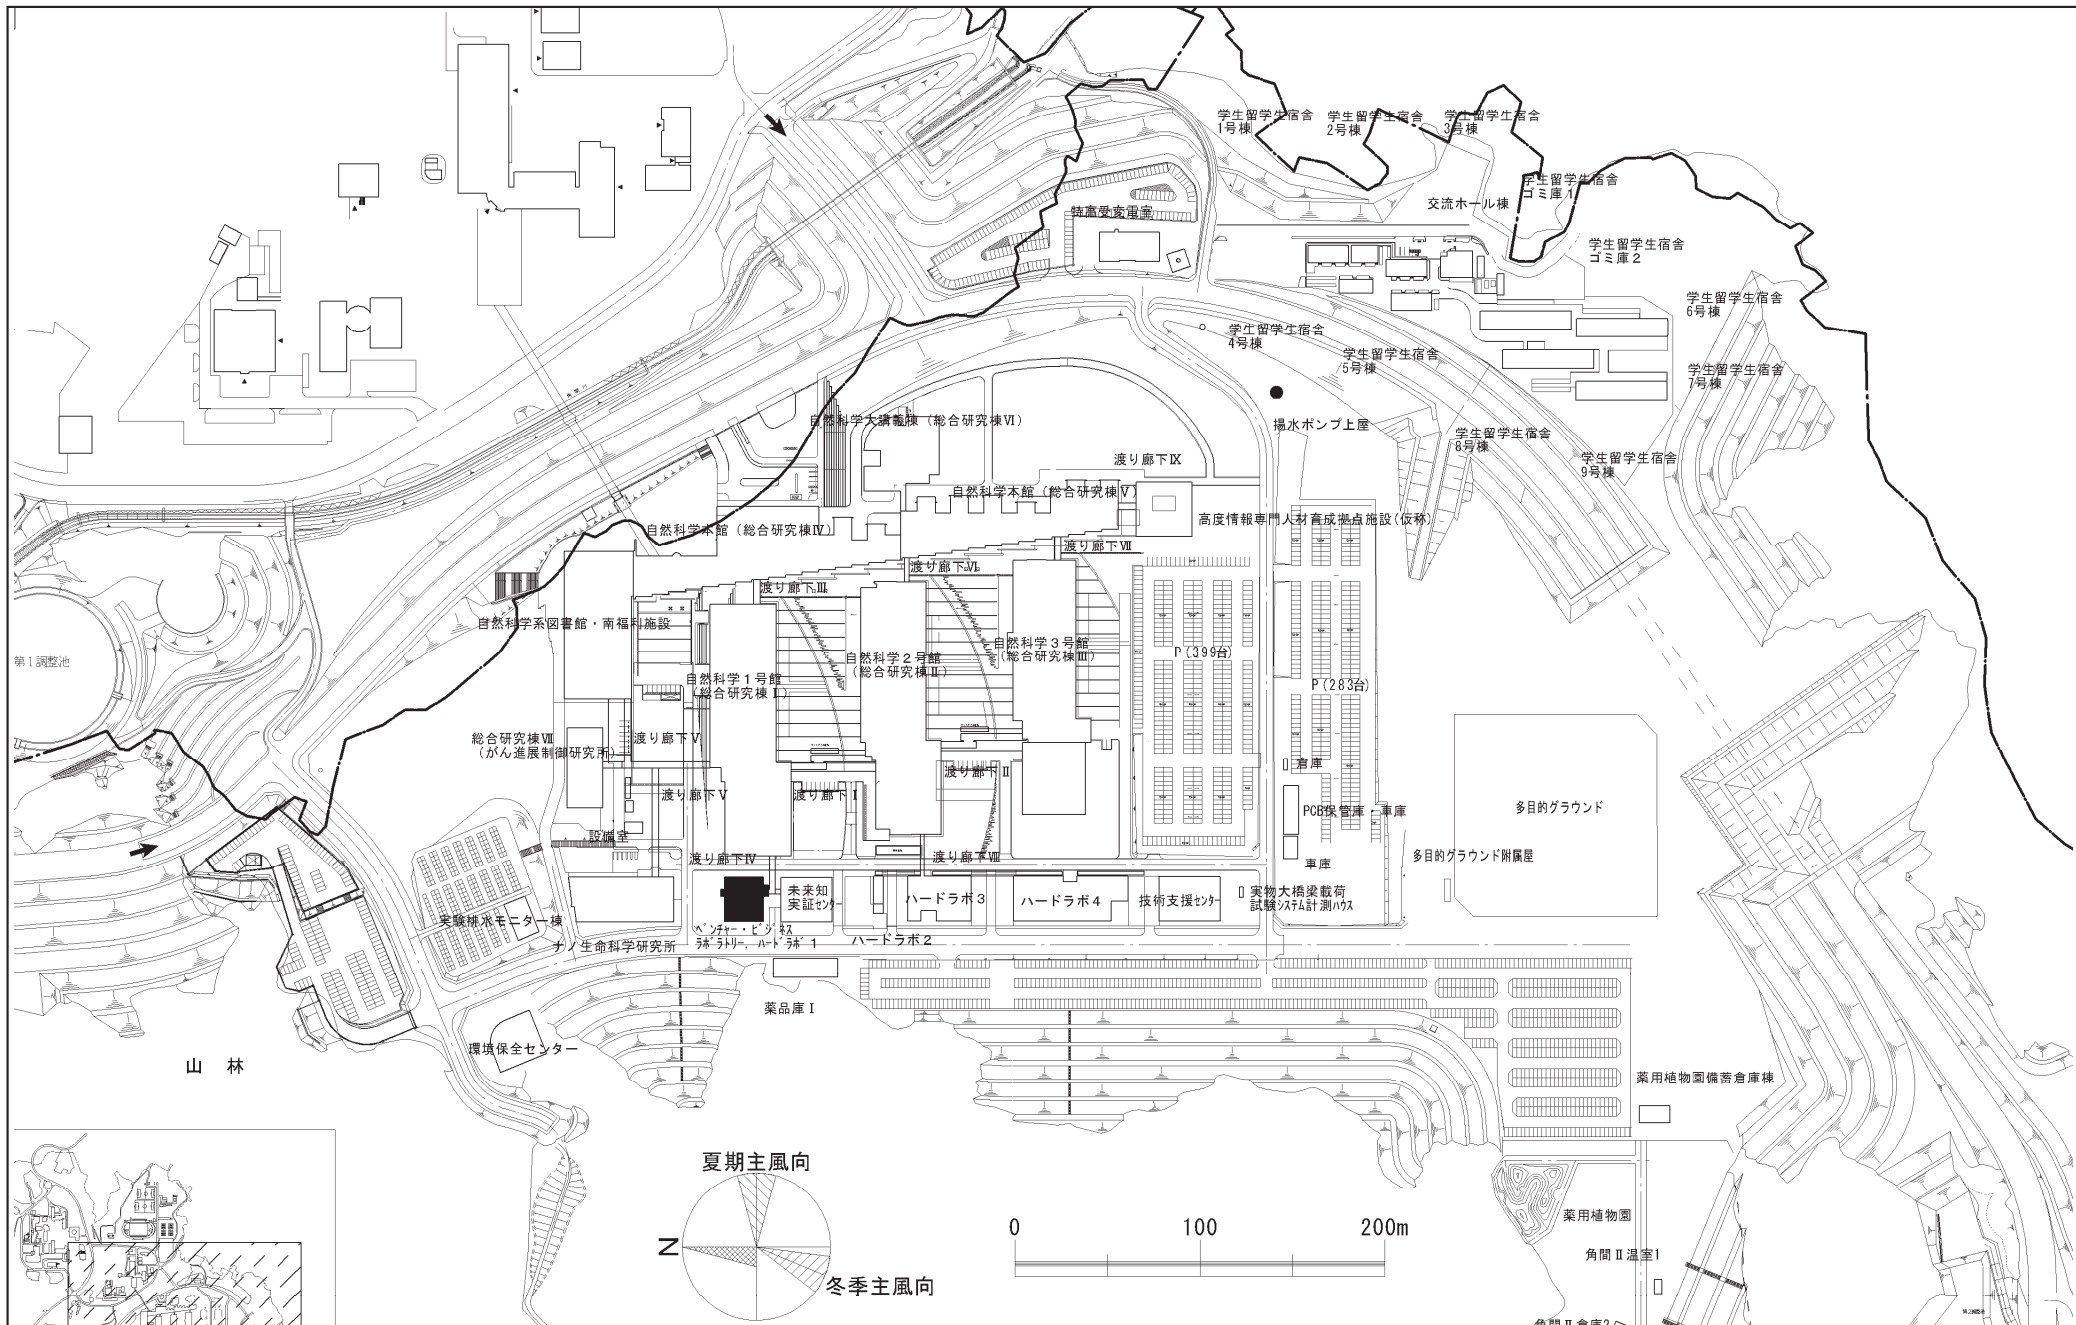 学生留学生宿舎
1号棟
学生留学生宿舎
2号棟
学生留学生宿舎
3号棟
学生留学生宿舎
ゴミ庫1
交流ホール棟
特高受変電室
学生留学生宿舎
ゴミ庫2
学生留学生宿舎
6号棟
学生留学生宿舎
4号棟
学生留学生宿舎
5号棟
学生留学生宿舎
7号棟
自然科学大講義棟(総合研究棟Ⅵ)
揚水ポンプ上屋
学生留学生宿舎
8号棟
渡り廊下Ⅸ
学生留学生宿舎
9号棟
自然科学本館(総合研究棟Ⅴ)
高度情報専門人材育成拠点施設(仮称)
自然科学本館(総合研究棟Ⅳ)
渡り廊下Ⅶ
渡り廊下Ⅵ
渡り廊下Ⅲ
自然科学系図書館・南福利施設
自然科学3号館
(総合研究棟Ⅲ)
P(399台)
自然科学2号館
(総合研究棟Ⅱ)
第1調整池
自然科学1号館
(総合研究棟Ⅰ)
P(283台)
総合研究棟Ⅶ
(がん進展制御研究所)
渡り廊下Ⅴ
渡り廊下Ⅱ
倉庫
渡り廊下Ⅴ
渡り廊下Ⅰ
PCB保管庫・車庫
多目的グラウンド
設備室
渡り廊下Ⅳ
渡り廊下Ⅷ
車庫
多目的グラウンド附属屋
未来知
実証センター
ハードラボ3
ハードラボ4
技術支援センター
実物大橋梁載荷
試験システム計測ハウス
実験排水モニター棟
ナノ生命科学研究所
ベンチャー・ビジネス
ラボラトリー, ハードラボ1
ハードラボ2
薬品庫Ⅰ
環境保全センター
山林
薬用植物園備蓄倉庫棟
夏期主風向
N
冬季主風向
0 100 200m
薬用植物園
角間Ⅱ温室1
角間Ⅱ倉庫2